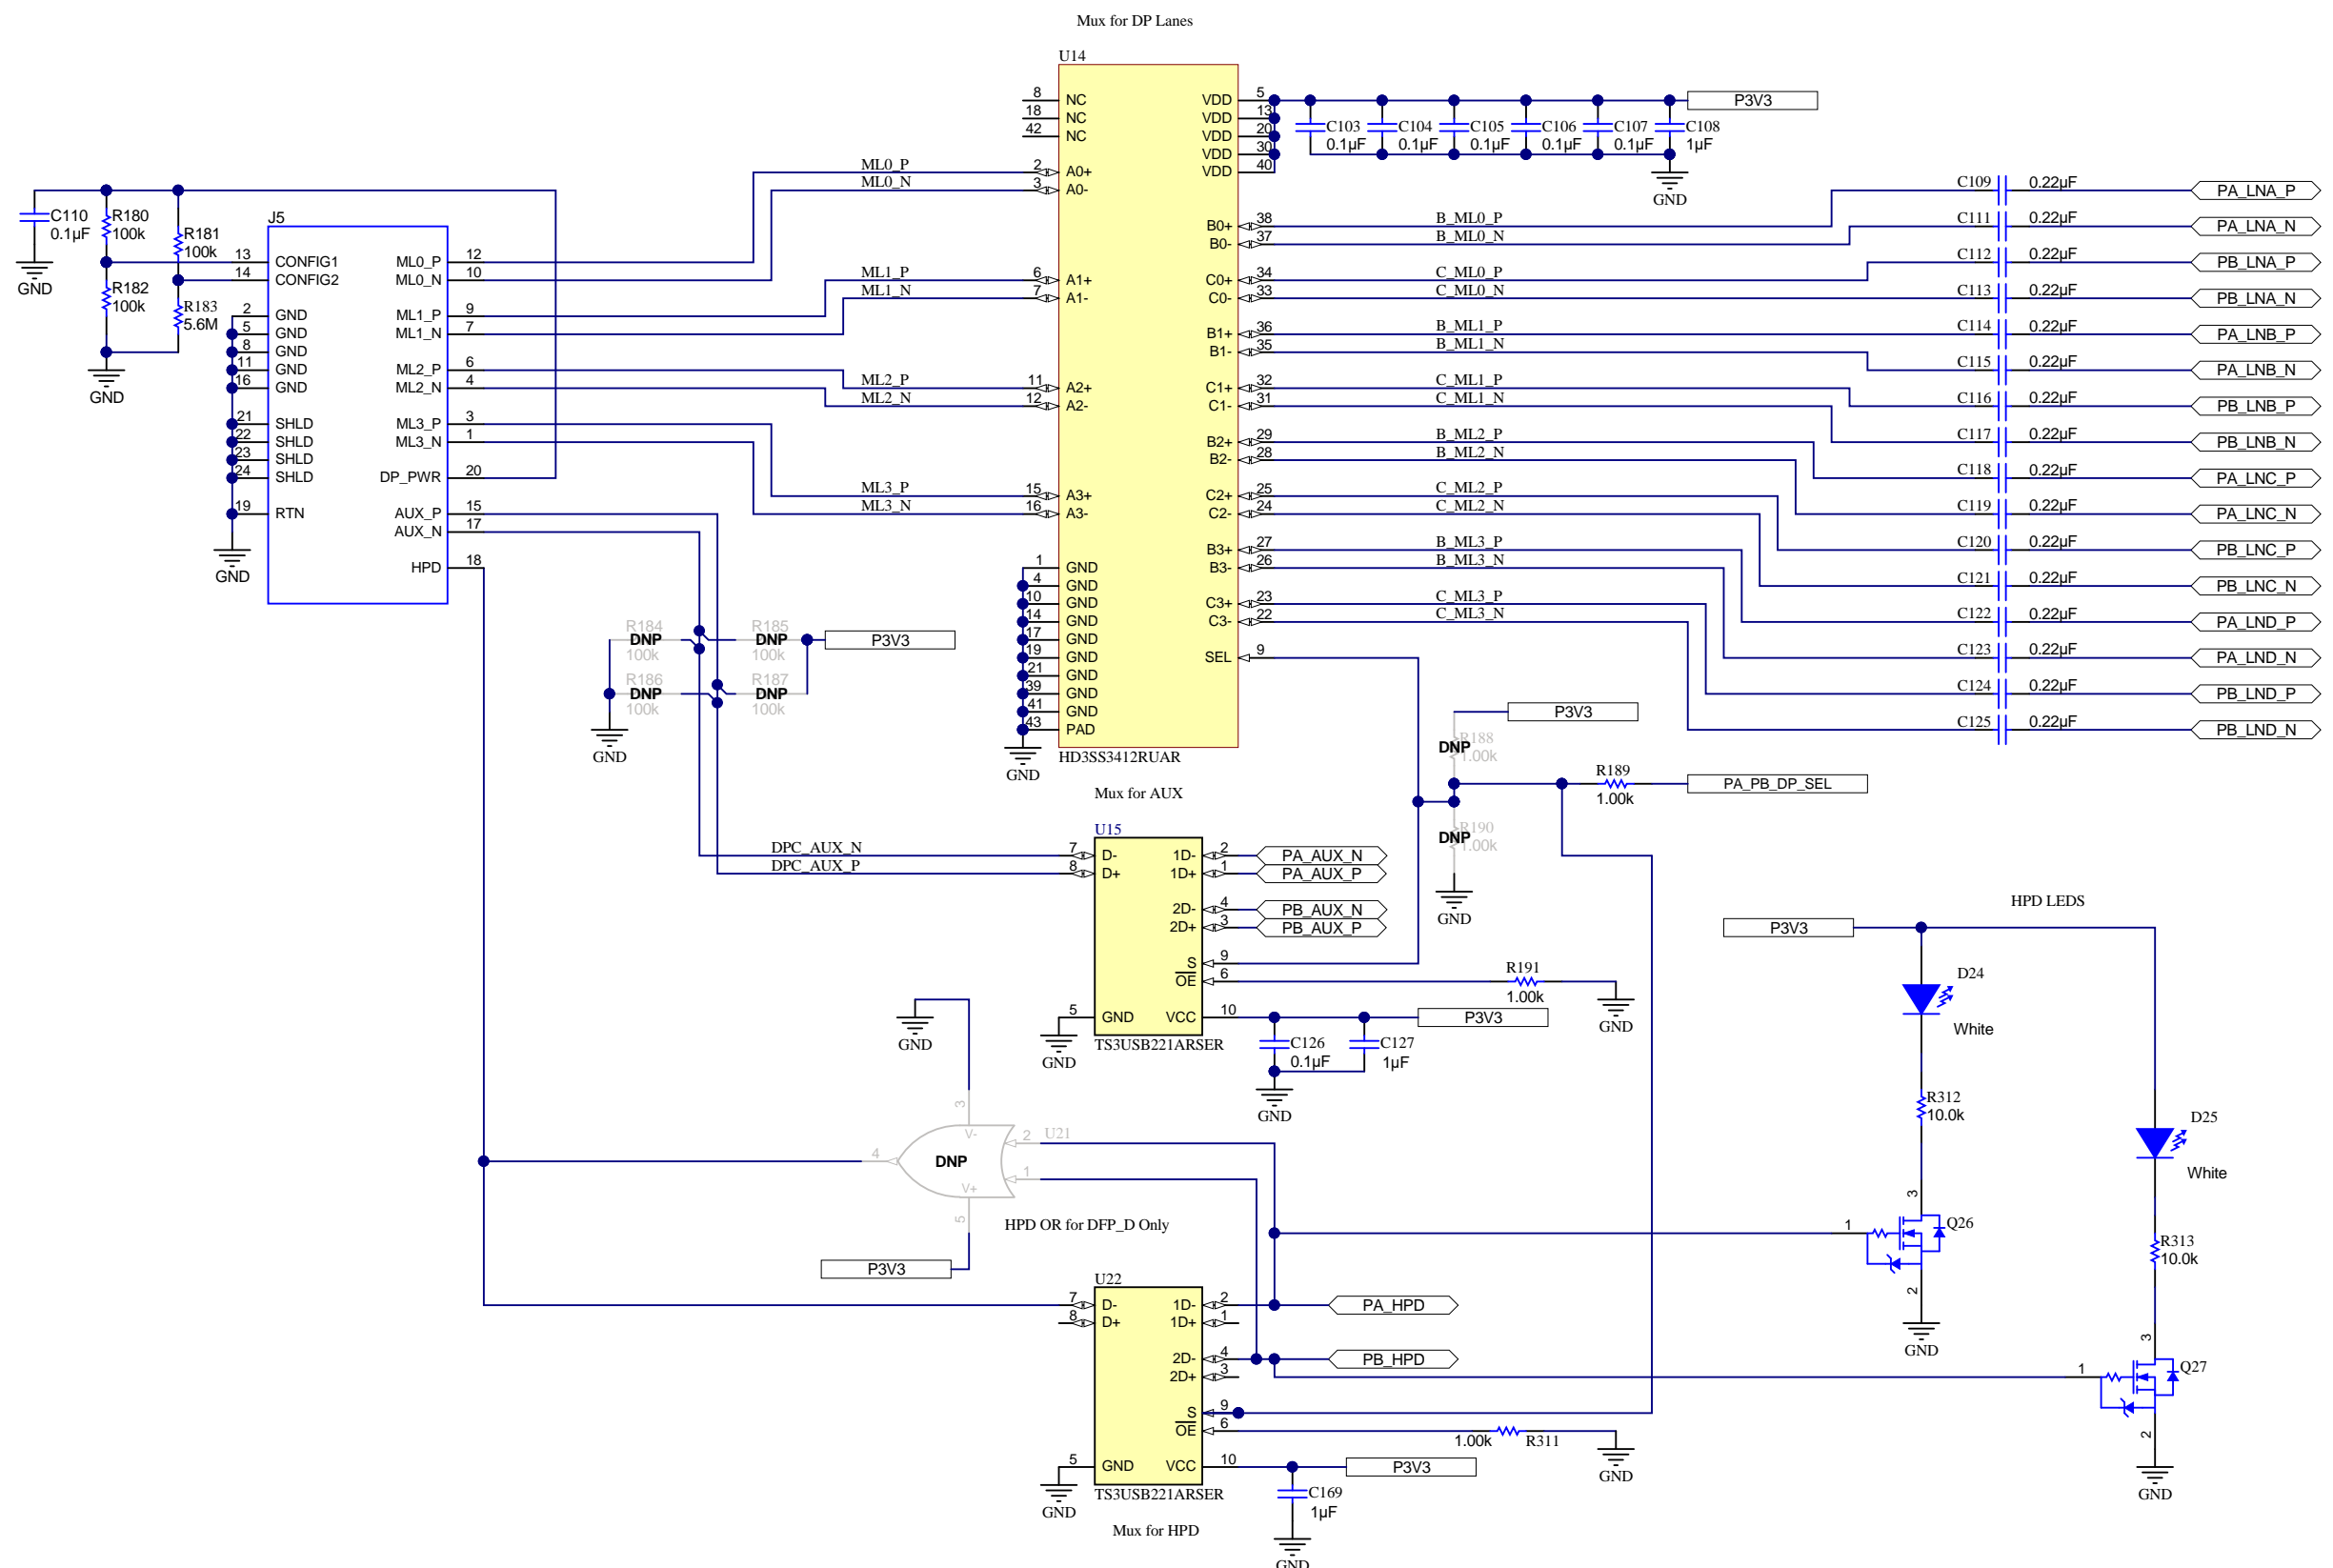 Mux for DP Lanes
U14
8 NC
18 NC
42 NC
VDD 5
VDD 13
VDD 20
VDD 30
VDD 40
P3V3
C103 0.1µF
C104 0.1µF
C105 0.1µF
C106 0.1µF
C107 0.1µF
C108 1µF
GND
ML0_P 2 A0+
ML0_N 3 A0-
ML1_P 6 A1+
ML1_N 7 A1-
ML2_P 11 A2+
ML2_N 12 A2-
ML3_P 15 A3+
ML3_N 16 A3-
1 GND
4 GND
10 GND
14 GND
17 GND
19 GND
21 GND
39 GND
41 GND
43 PAD
GND
HD3SS3412RUAR
B0+ 38 B_ML0_P
B0- 37 B_ML0_N
C0+ 34 C_ML0_P
C0- 33 C_ML0_N
B1+ 36 B_ML1_P
B1- 35 B_ML1_N
C1+ 32 C_ML1_P
C1- 31 C_ML1_N
B2+ 29 B_ML2_P
B2- 28 B_ML2_N
C2+ 25 C_ML2_P
C2- 24 C_ML2_N
B3+ 27 B_ML3_P
B3- 26 B_ML3_N
C3+ 23 C_ML3_P
C3- 22 C_ML3_N
SEL 9
C109 0.22µF PA_LNA_P
C111 0.22µF PA_LNA_N
C112 0.22µF PB_LNA_P
C113 0.22µF PB_LNA_N
C114 0.22µF PA_LNB_P
C115 0.22µF PA_LNB_N
C116 0.22µF PB_LNB_P
C117 0.22µF PB_LNB_N
C118 0.22µF PA_LNC_P
C119 0.22µF PA_LNC_N
C120 0.22µF PB_LNC_P
C121 0.22µF PB_LNC_N
C122 0.22µF PA_LND_P
C123 0.22µF PA_LND_N
C124 0.22µF PB_LND_P
C125 0.22µF PB_LND_N
C110 0.1µF
GND
R180 100k
R181 100k
R182 100k
R183 5.6M
GND
J5
13 CONFIG1
14 CONFIG2
2 GND
5 GND
8 GND
11 GND
16 GND
21 SHLD
22 SHLD
23 SHLD
24 SHLD
19 RTN
GND
ML0_P 12
ML0_N 10
ML1_P 9
ML1_N 7
ML2_P 6
ML2_N 4
ML3_P 3
ML3_N 1
DP_PWR 20
AUX_P 15
AUX_N 17
HPD 18
R184 DNP 100k
R185 DNP 100k
P3V3
R186 DNP 100k
R187 DNP 100k
GND
P3V3
R188 DNP 1.00k
R189 1.00k
PA_PB_DP_SEL
R190 DNP 1.00k
GND
Mux for AUX
U15
DPC_AUX_N 7 D-
DPC_AUX_P 8 D+
1D- 2 PA_AUX_N
1D+ 1 PA_AUX_P
2D- 4 PB_AUX_N
2D+ 3 PB_AUX_P
S 9
OE 6
R191 1.00k
GND
5 GND
VCC 10
P3V3
GND
TS3USB221ARSER
C126 0.1µF
C127 1µF
GND
GND
3 V-
2 U21
4 DNP
1
V+ 5
HPD OR for DFP_D Only
P3V3
U22
7 D-
8 D+
1D- 2 PA_HPD
1D+ 1
2D- 4 PB_HPD
2D+ 3
S 9
OE 6
1.00k R311
GND
5 GND
VCC 10
P3V3
GND
TS3USB221ARSER
C169 1µF
GND
Mux for HPD
HPD LEDS
P3V3
D24
White
R312 10.0k
3
1 Q26
2
GND
D25
White
R313 10.0k
3
1 Q27
2
GND